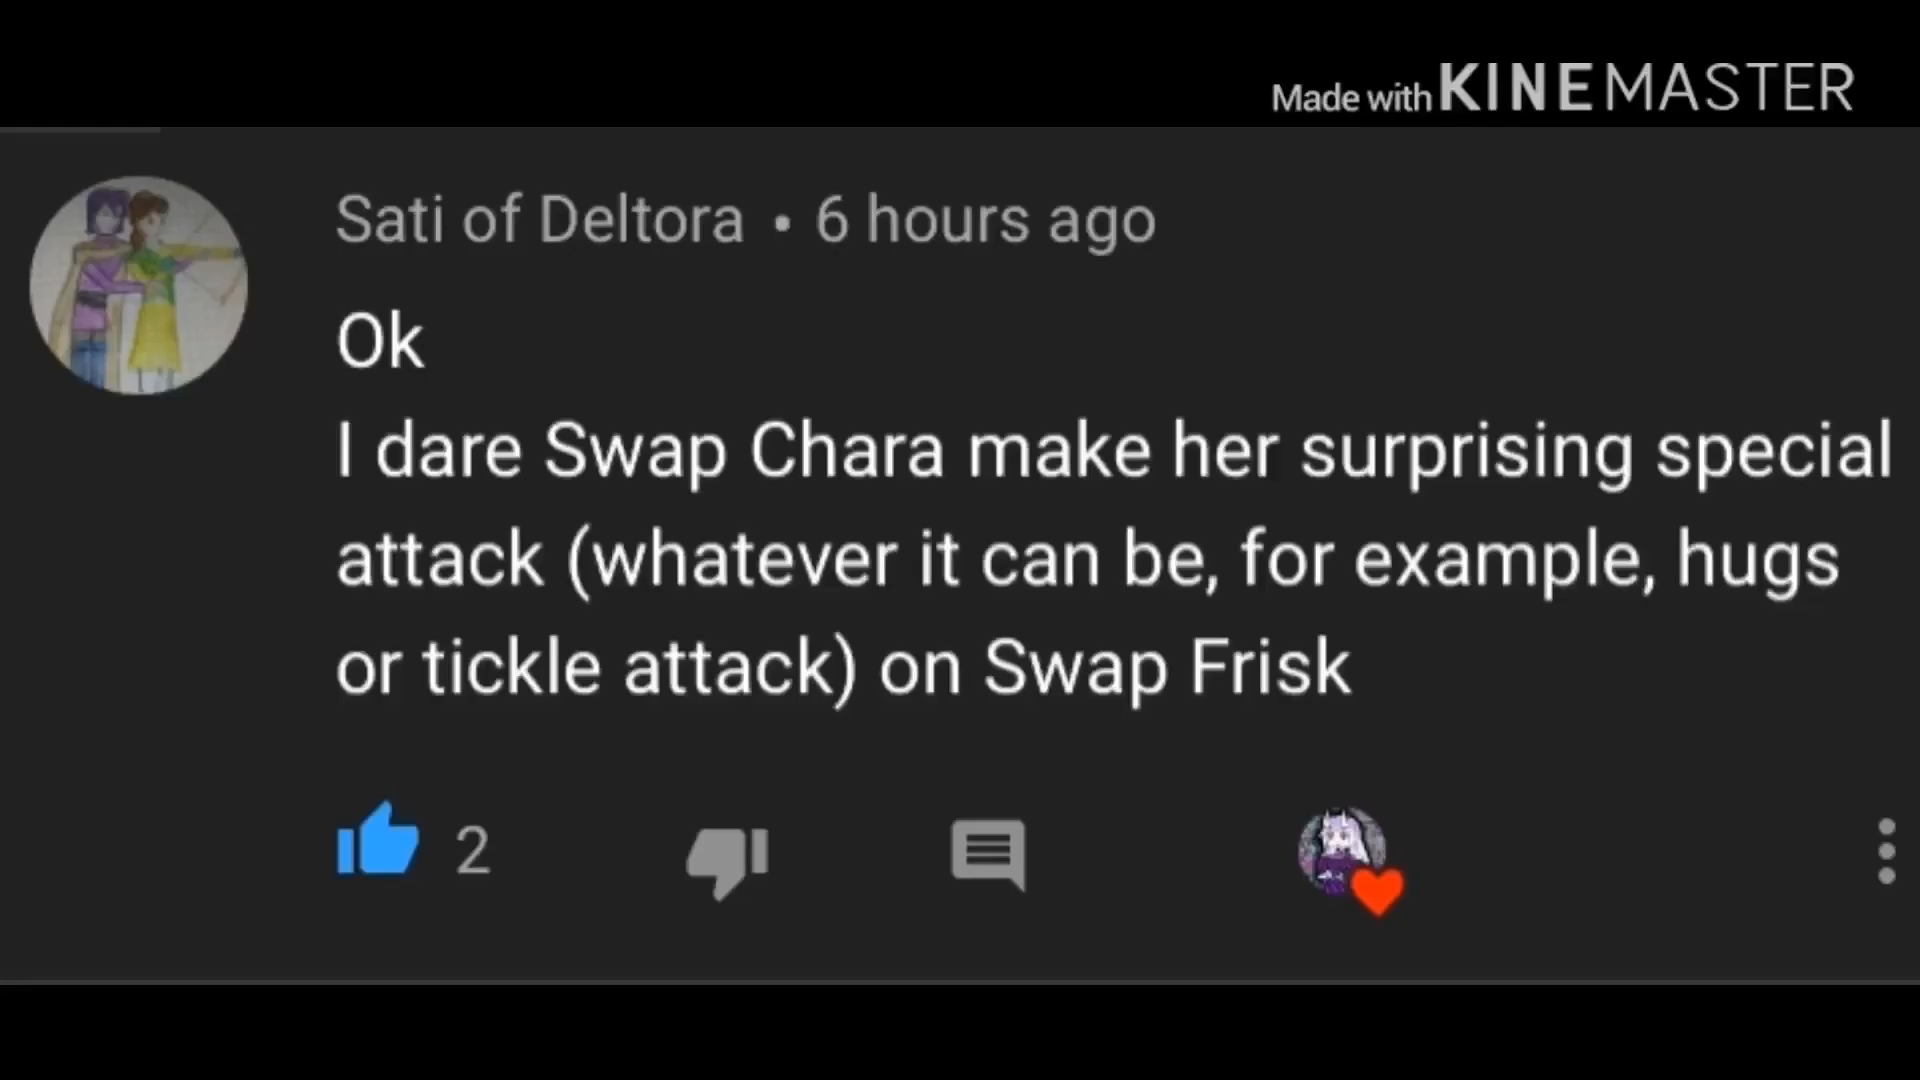 Made with KINEMASTER
Sati of Deltora • 6 hours ago
Ok
I dare Swap Chara make her surprising special
attack (whatever it can be, for example, hugs
or tickle attack) on Swap Frisk
2